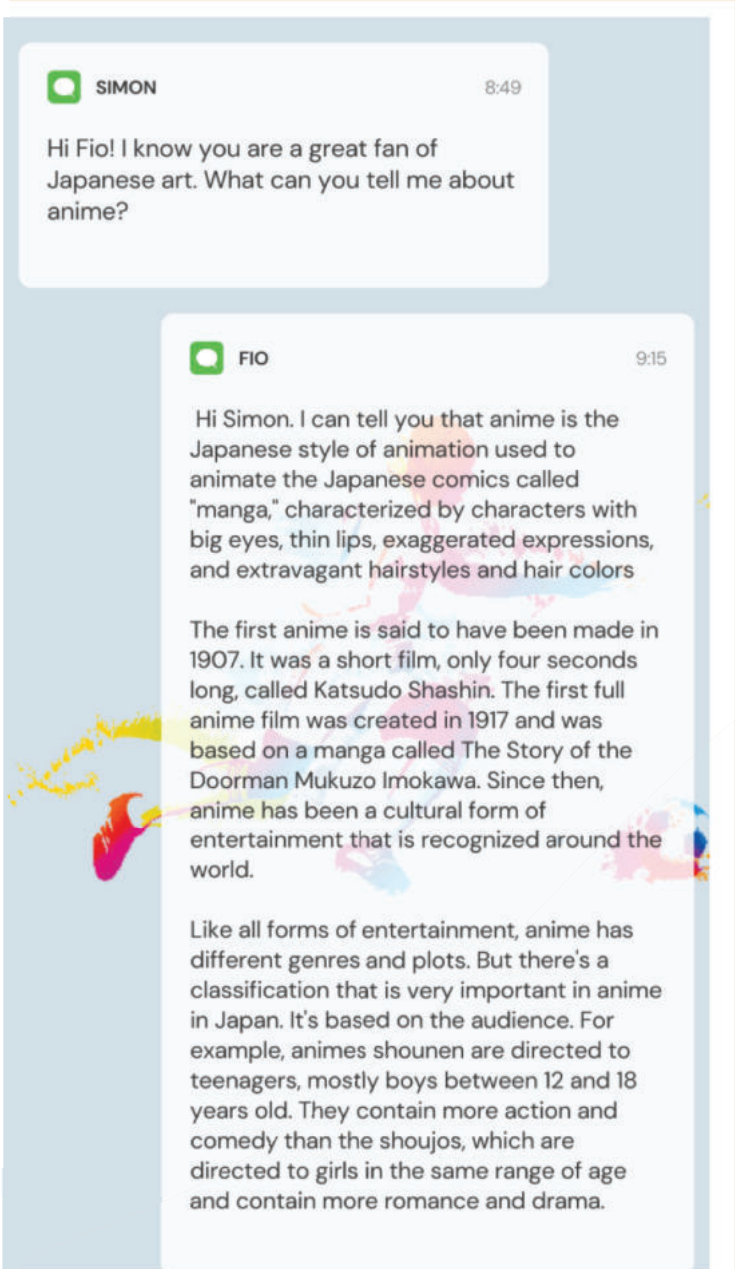 SIMON
8:49
Hi Fio! I know you are a great fan of
Japanese art. What can you tell me about
anime?
FIO
9:15
Hi Simon. I can tell you that anime is the
Japanese style of animation used to
animate the Japanese comics called
"manga," characterized by characters with
big eyes, thin lips, exaggerated expressions,
and extravagant hairstyles and hair colors
The first anime is said to have been made in
1907. It was a short film, only four seconds
long, called Katsudo Shashin. The first full
anime film was created in 1917 and was
based on a manga called The Story of the
Doorman Mukuzo Imokawa. Since then,
anime has been a cultural form of
entertainment that is recognized around the
world.
Like all forms of entertainment, anime has
different genres and plots. But there's a
classification that is very important in anime
in Japan. It's based on the audience. For
example, animes shounen are directed to
teenagers, mostly boys between 12 and 18
years old. They contain more action and
comedy than the shoujos, which are
directed to girls in the same range of age
and contain more romance and drama.